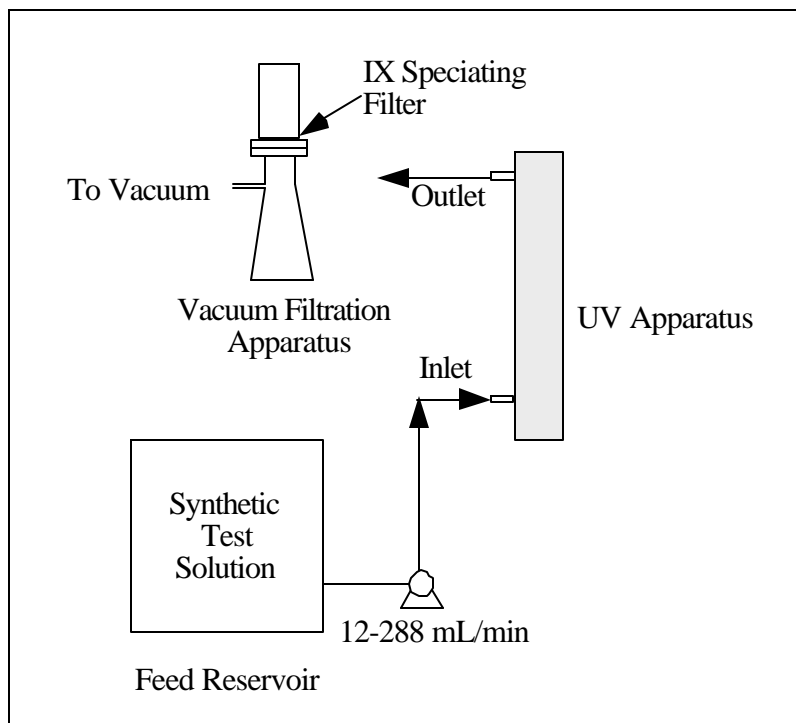 IX Speciating
Filter
To Vacuum
Outlet
Vacuum Filtration
Apparatus
UV Apparatus
Inlet
Synthetic
Test
Solution
12-288 mL/min
Feed Reservoir